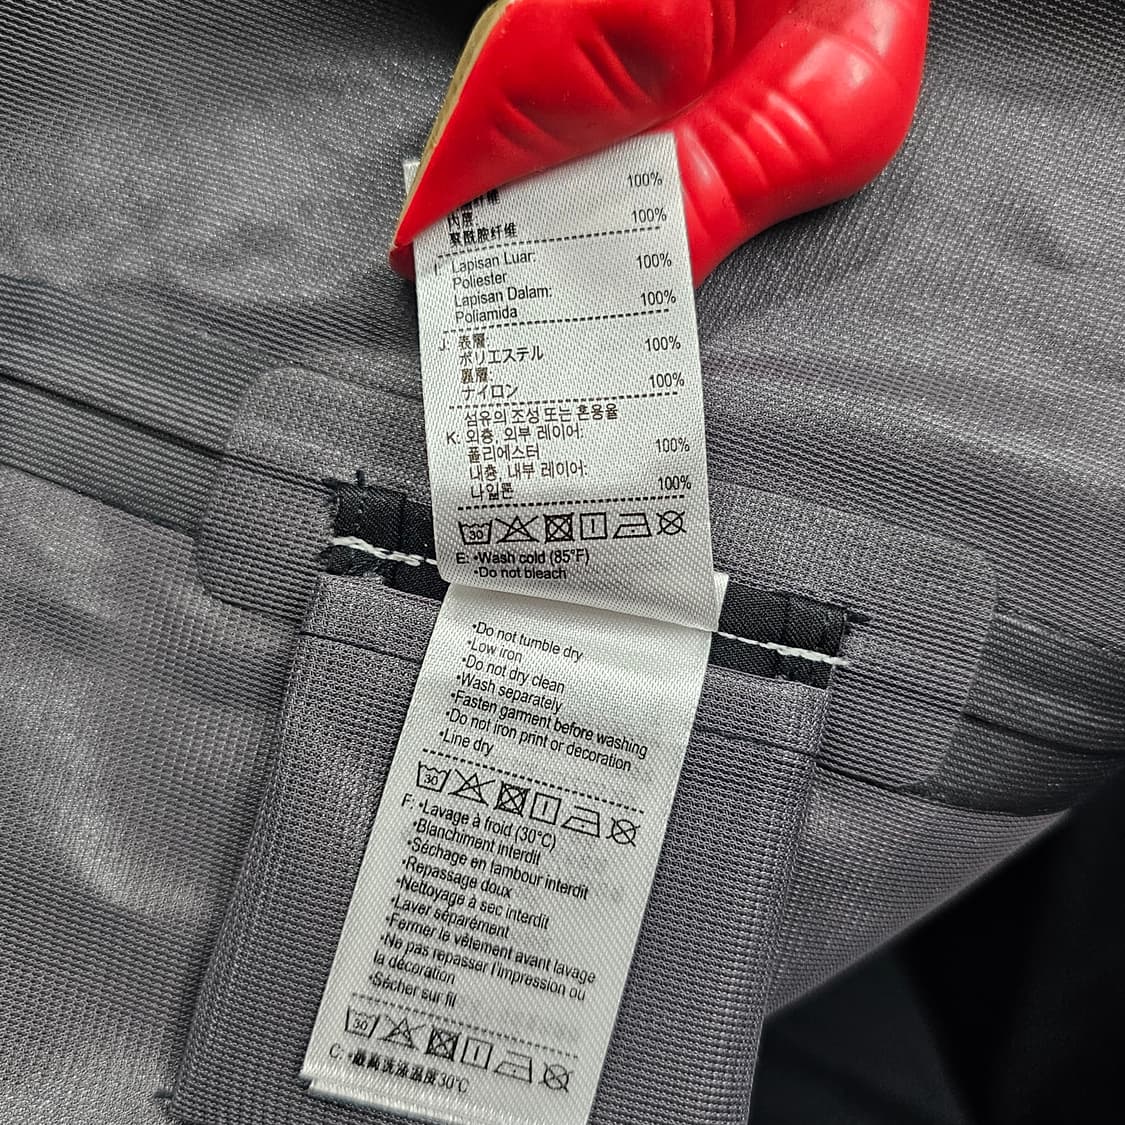 100%
内层
100%
聚酰胺纤维
I: Lapisan Luar:
Poliester 100%
Lapisan Dalam:
Poliamida 100%
J: 表層:
ポリエステル 100%
裏層:
ナイロン 100%
섬유의 조성 또는 혼용율
K: 외층, 외부 레이어:
폴리에스터 100%
내층, 내부 레이어:
나일론 100%
30
E: •Wash cold (85°F)
•Do not bleach
•Do not tumble dry
•Low iron
•Do not dry clean
•Wash separately
•Fasten garment before washing
•Do not iron print or decoration
•Line dry
30
F: •Lavage à froid (30°C)
•Blanchiment interdit
•Séchage en tambour interdit
•Repassage doux
•Nettoyage à sec interdit
•Laver séparément
•Fermer le vêtement avant lavage
•Ne pas repasser l'impression ou
la décoration
•Sécher sur fil
30
C: •最高洗涤温度30°C